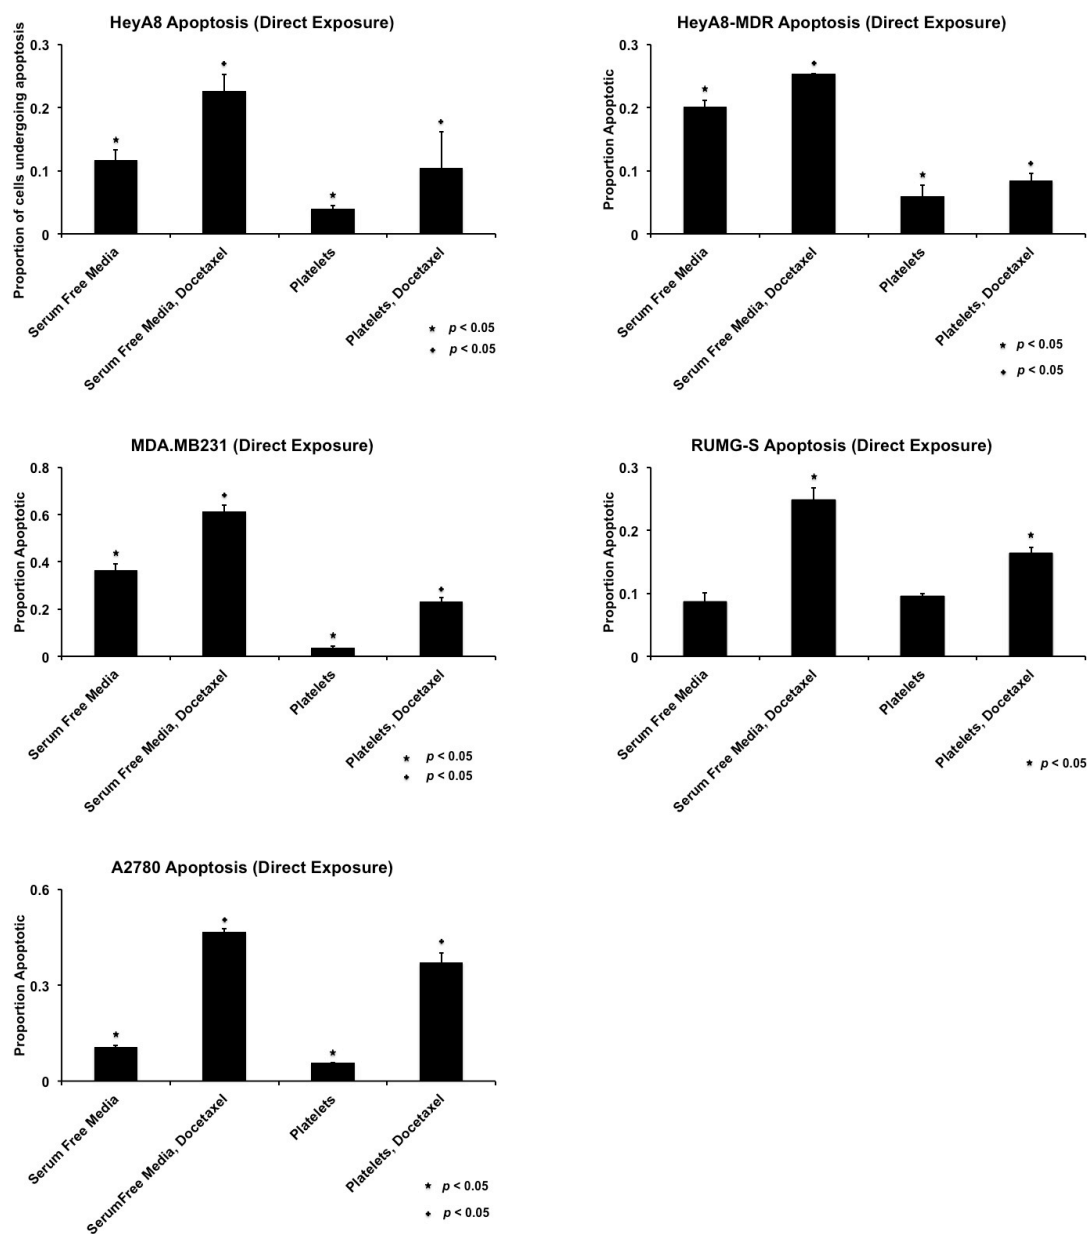 HeyA8 Apoptosis (Direct Exposure)
Proportion of cells undergoing apoptosis
0.3
0.2
0.1
0
Serum Free Media
Serum Free Media, Docetaxel
Platelets
Platelets, Docetaxel
* p < 0.05
✦ p < 0.05
HeyA8-MDR Apoptosis (Direct Exposure)
Proportion Apoptotic
0.3
0.2
0.1
0
Serum Free Media
Serum Free Media, Docetaxel
Platelets
Platelets, Docetaxel
* p < 0.05
✦ p < 0.05
MDA.MB231 (Direct Exposure)
Proportion Apoptotic
0.8
0.6
0.4
0.2
0
Serum Free Media
Serum Free Media, Docetaxel
Platelets
Platelets, Docetaxel
* p < 0.05
✦ p < 0.05
RUMG-S Apoptosis (Direct Exposure)
Proportion Apoptotic
0.3
0.2
0.1
0
Serum Free Media
Serum Free Media, Docetaxel
Platelets
Platelets, Docetaxel
* p < 0.05
A2780 Apoptosis (Direct Exposure)
Proportion Apoptotic
0.6
0.3
0
Serum Free Media
SerumFree Media, Docetaxel
Platelets
Platelets, Docetaxel
* p < 0.05
✦ p < 0.05